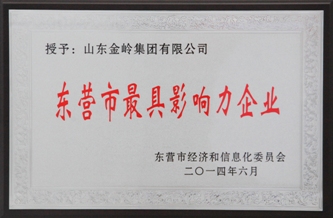 授予：山东金岭集团有限公司
东营市最具影响力企业
东营市经济和信息化委员会
二〇一四年六月